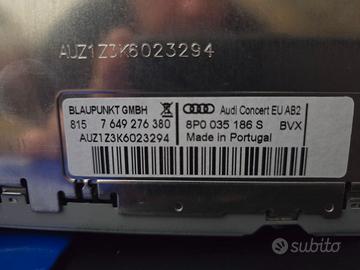 AUZ1Z3K6023294
BLAUPUNKT GMBH
Audi Concert EU AB2
815 7 649 276 380
8P0 035 186 S BVX
AUZ1Z3K6023294
Made in Portugal
subito